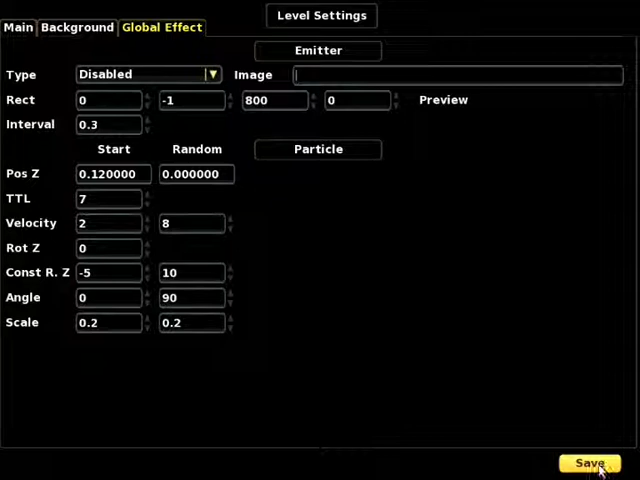 Level Settings
Main Background Global Effect
Emitter
Type Disabled Image
Rect 0 -1 800 0 Preview
Interval 0.3
Start Random Particle
Pos Z 0.120000 0.000000
TTL 7
Velocity 2 8
Rot Z 0
Const R. Z -5 10
Angle 0 90
Scale 0.2 0.2
Save